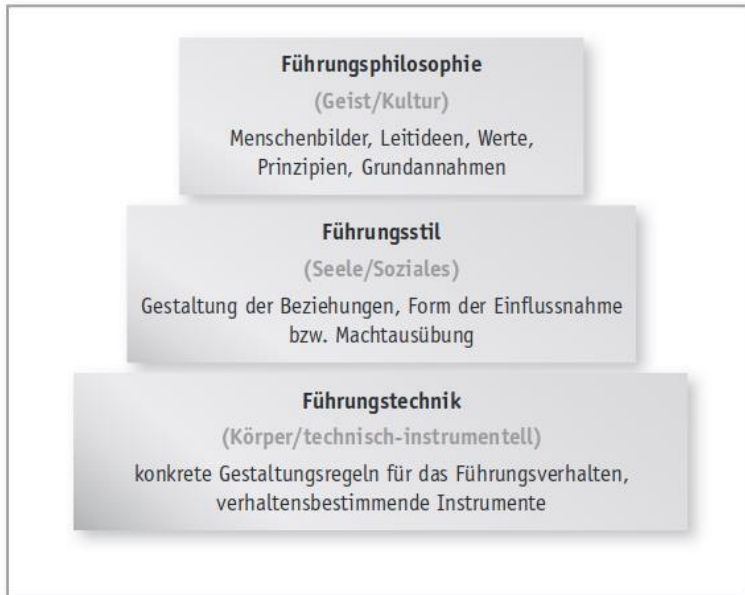 Führungsphilosophie
(Geist/Kultur)
Menschenbilder, Leitideen, Werte,
Prinzipien, Grundannahmen
Führungsstil
(Seele/Soziales)
Gestaltung der Beziehungen, Form der Einflussnahme
bzw. Machtausübung
Führungstechnik
(Körper/technisch-instrumentell)
konkrete Gestaltungsregeln für das Führungsverhalten,
verhaltensbestimmende Instrumente